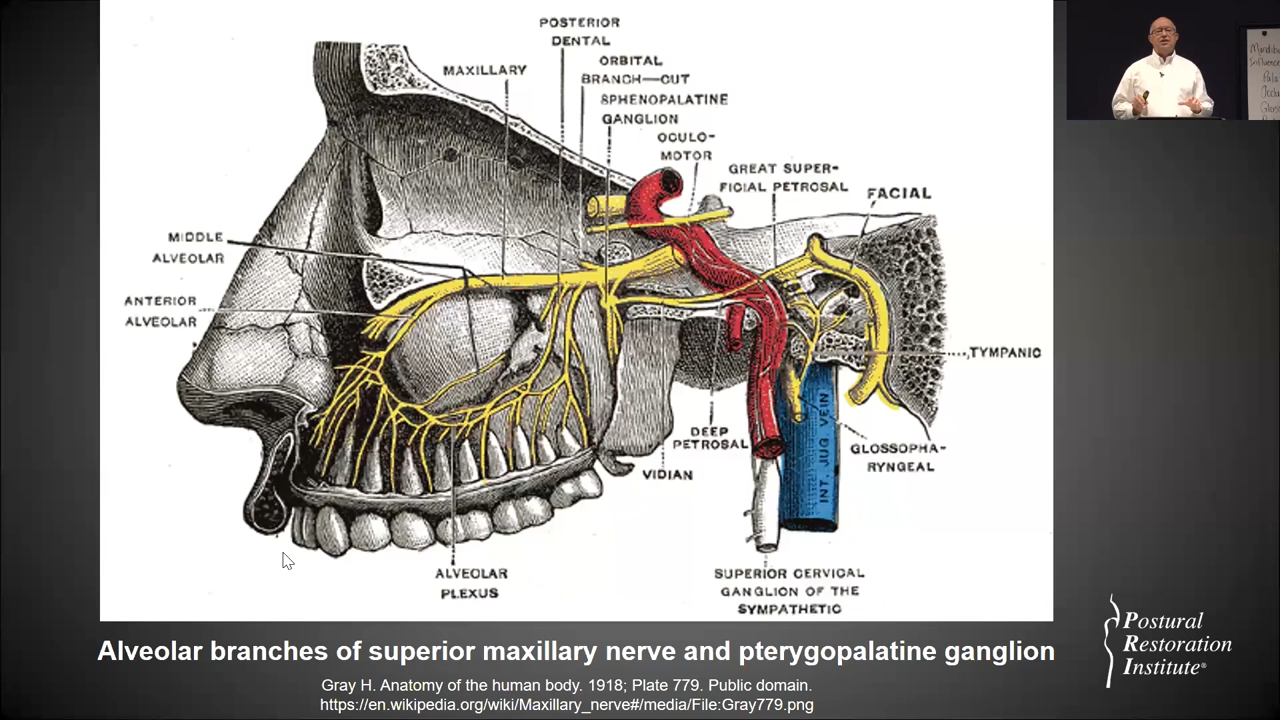 POSTERIOR
DENTAL
ORBITAL
BRANCH—CUT
MAXILLARY
SPHENOPALATINE
GANGLION
OCULO-
MOTOR
GREAT SUPER-
FICIAL PETROSAL
FACIAL
MIDDLE
ALVEOLAR
ANTERIOR
ALVEOLAR
TYMPANIC
DEEP
PETROSAL
VIDIAN
INT. JUG VEIN
GLOSSOPHA-
RYNGEAL
ALVEOLAR
PLEXUS
SUPERIOR CERVICAL
GANGLION OF THE
SYMPATHETIC
Alveolar branches of superior maxillary nerve and pterygopalatine ganglion
Gray H. Anatomy of the human body. 1918; Plate 779. Public domain.
https://en.wikipedia.org/wiki/Maxillary_nerve#/media/File:Gray779.png
Postural
Restoration
Institute®